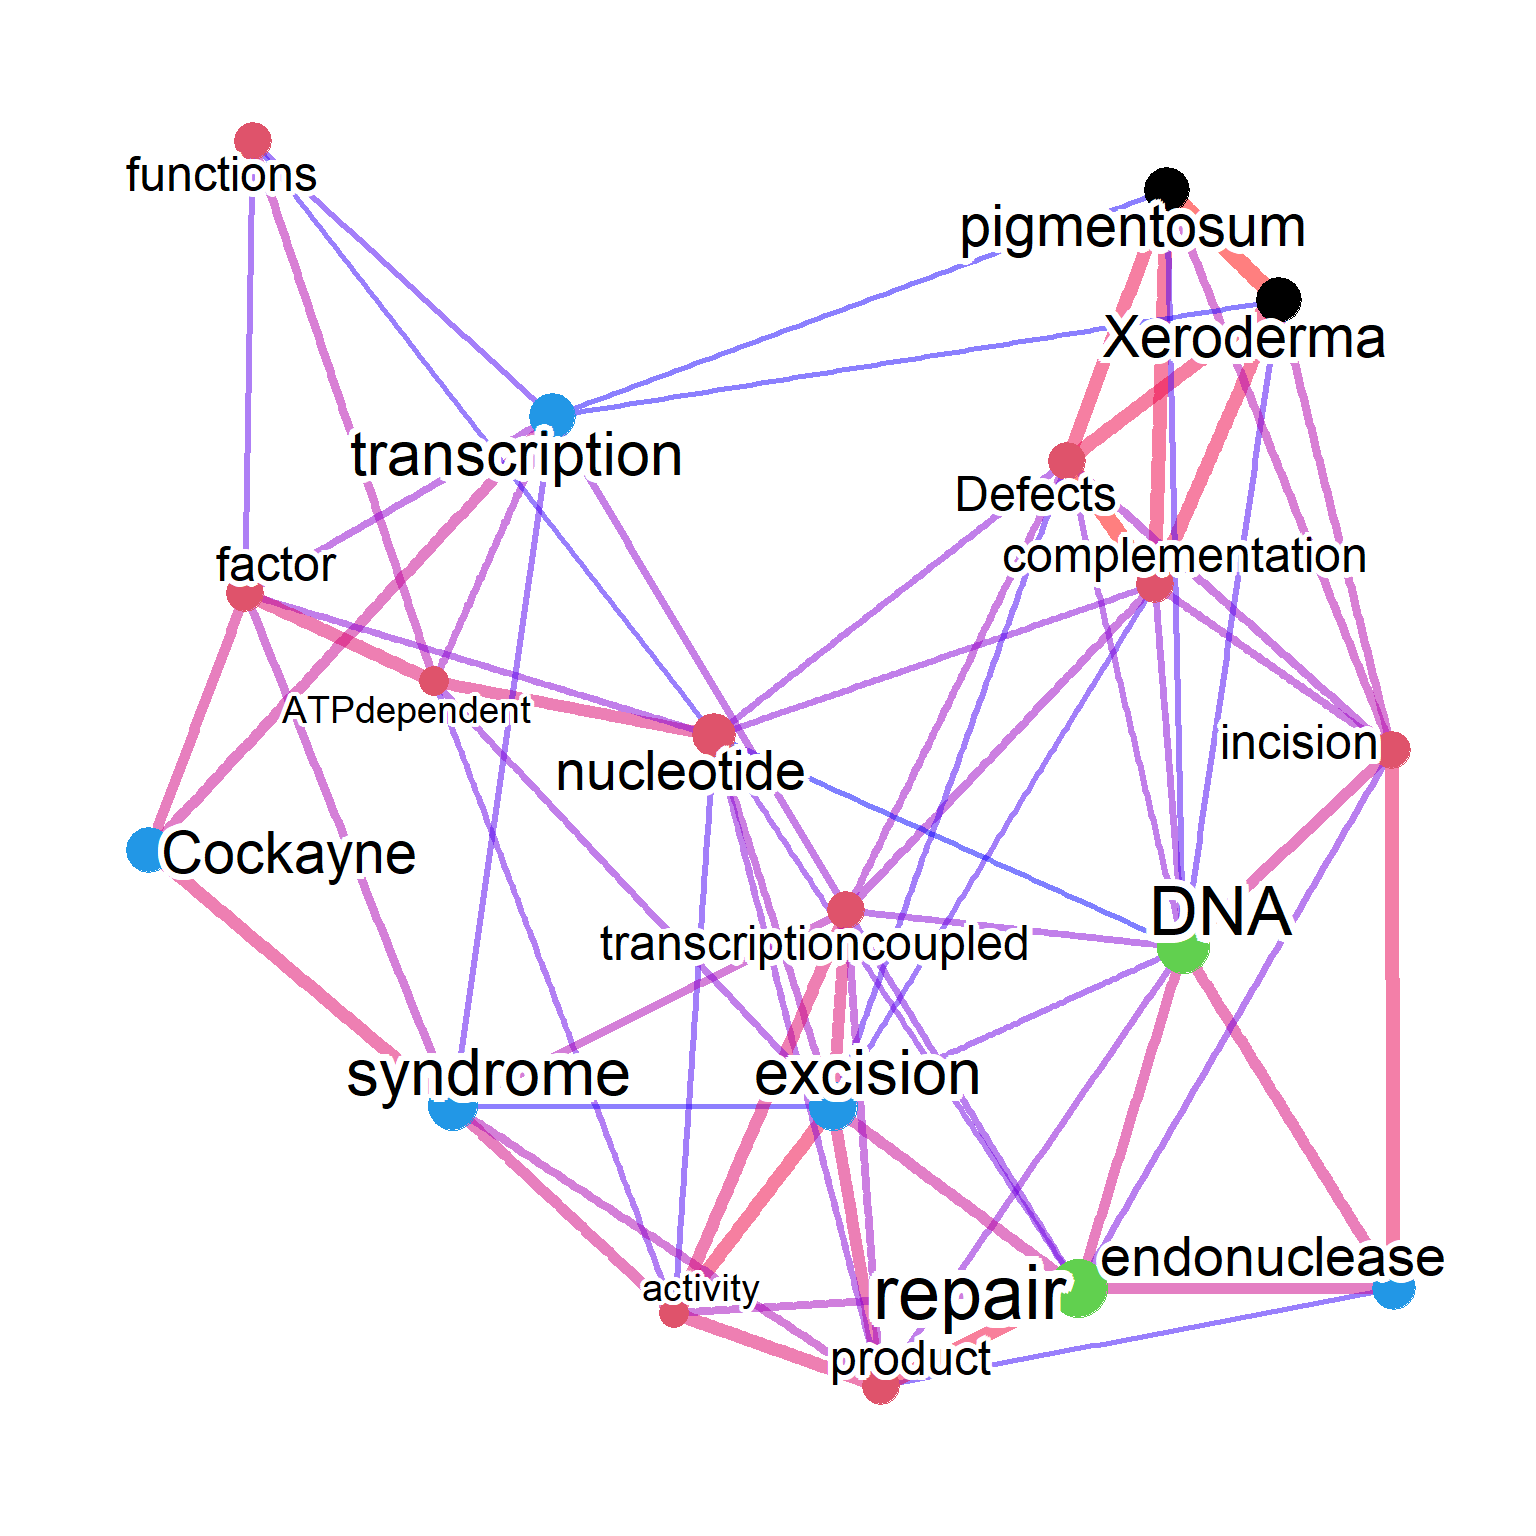 functions
pigmentosum
Xeroderma
transcription
Defects
complementation
factor
ATPdependent
incision
nucleotide
Cockayne
DNA
transcriptioncoupled
syndrome
excision
endonuclease
activity
repair
product